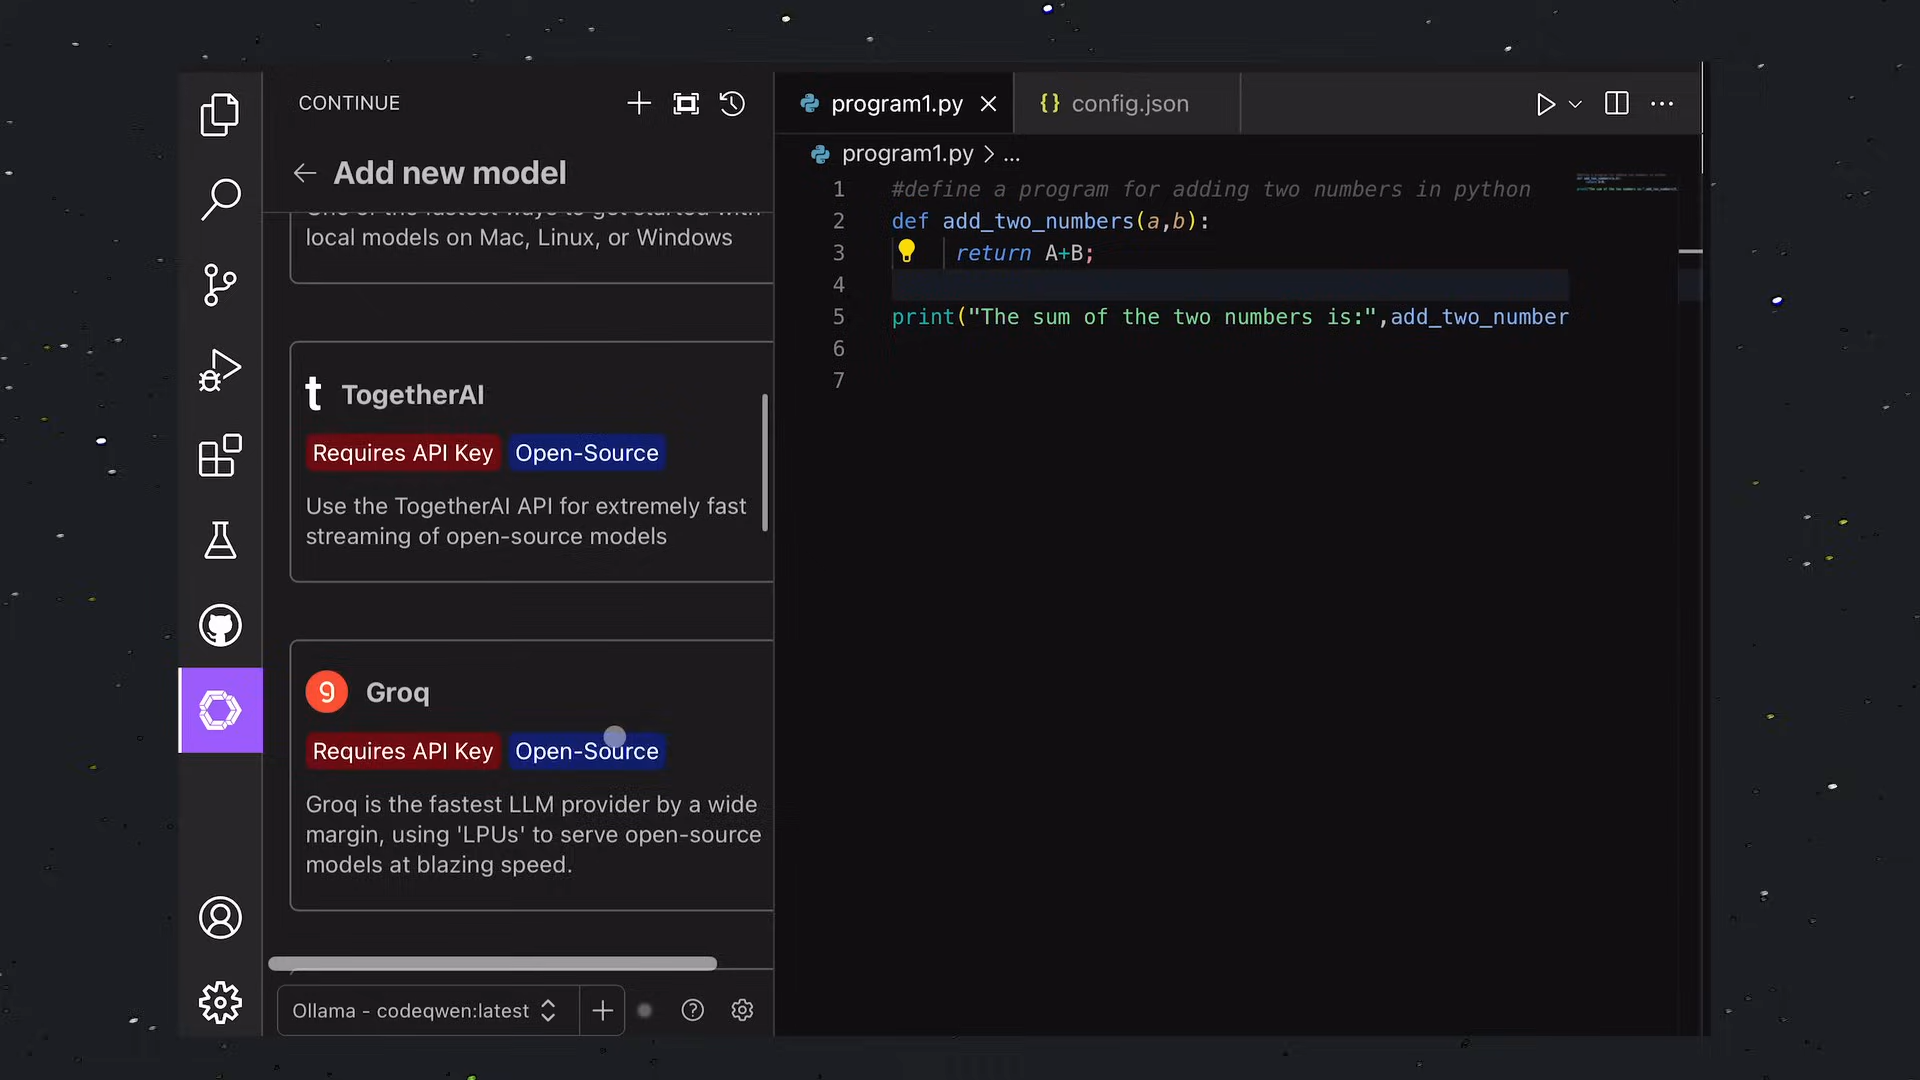 CONTINUE
Add new model
local models on Mac, Linux, or Windows
t TogetherAI
Requires API Key Open-Source
Use the TogetherAI API for extremely fast
streaming of open-source models
g Groq
Requires API Key Open-Source
Groq is the fastest LLM provider by a wide
margin, using 'LPUs' to serve open-source
models at blazing speed.
Ollama - codeqwen:latest
program1.py
{} config.json
program1.py > ...
1 #define a program for adding two numbers in python
2 def add_two_numbers(a,b):
3 return A+B;
4
5 print("The sum of the two numbers is:",add_two_number
6
7